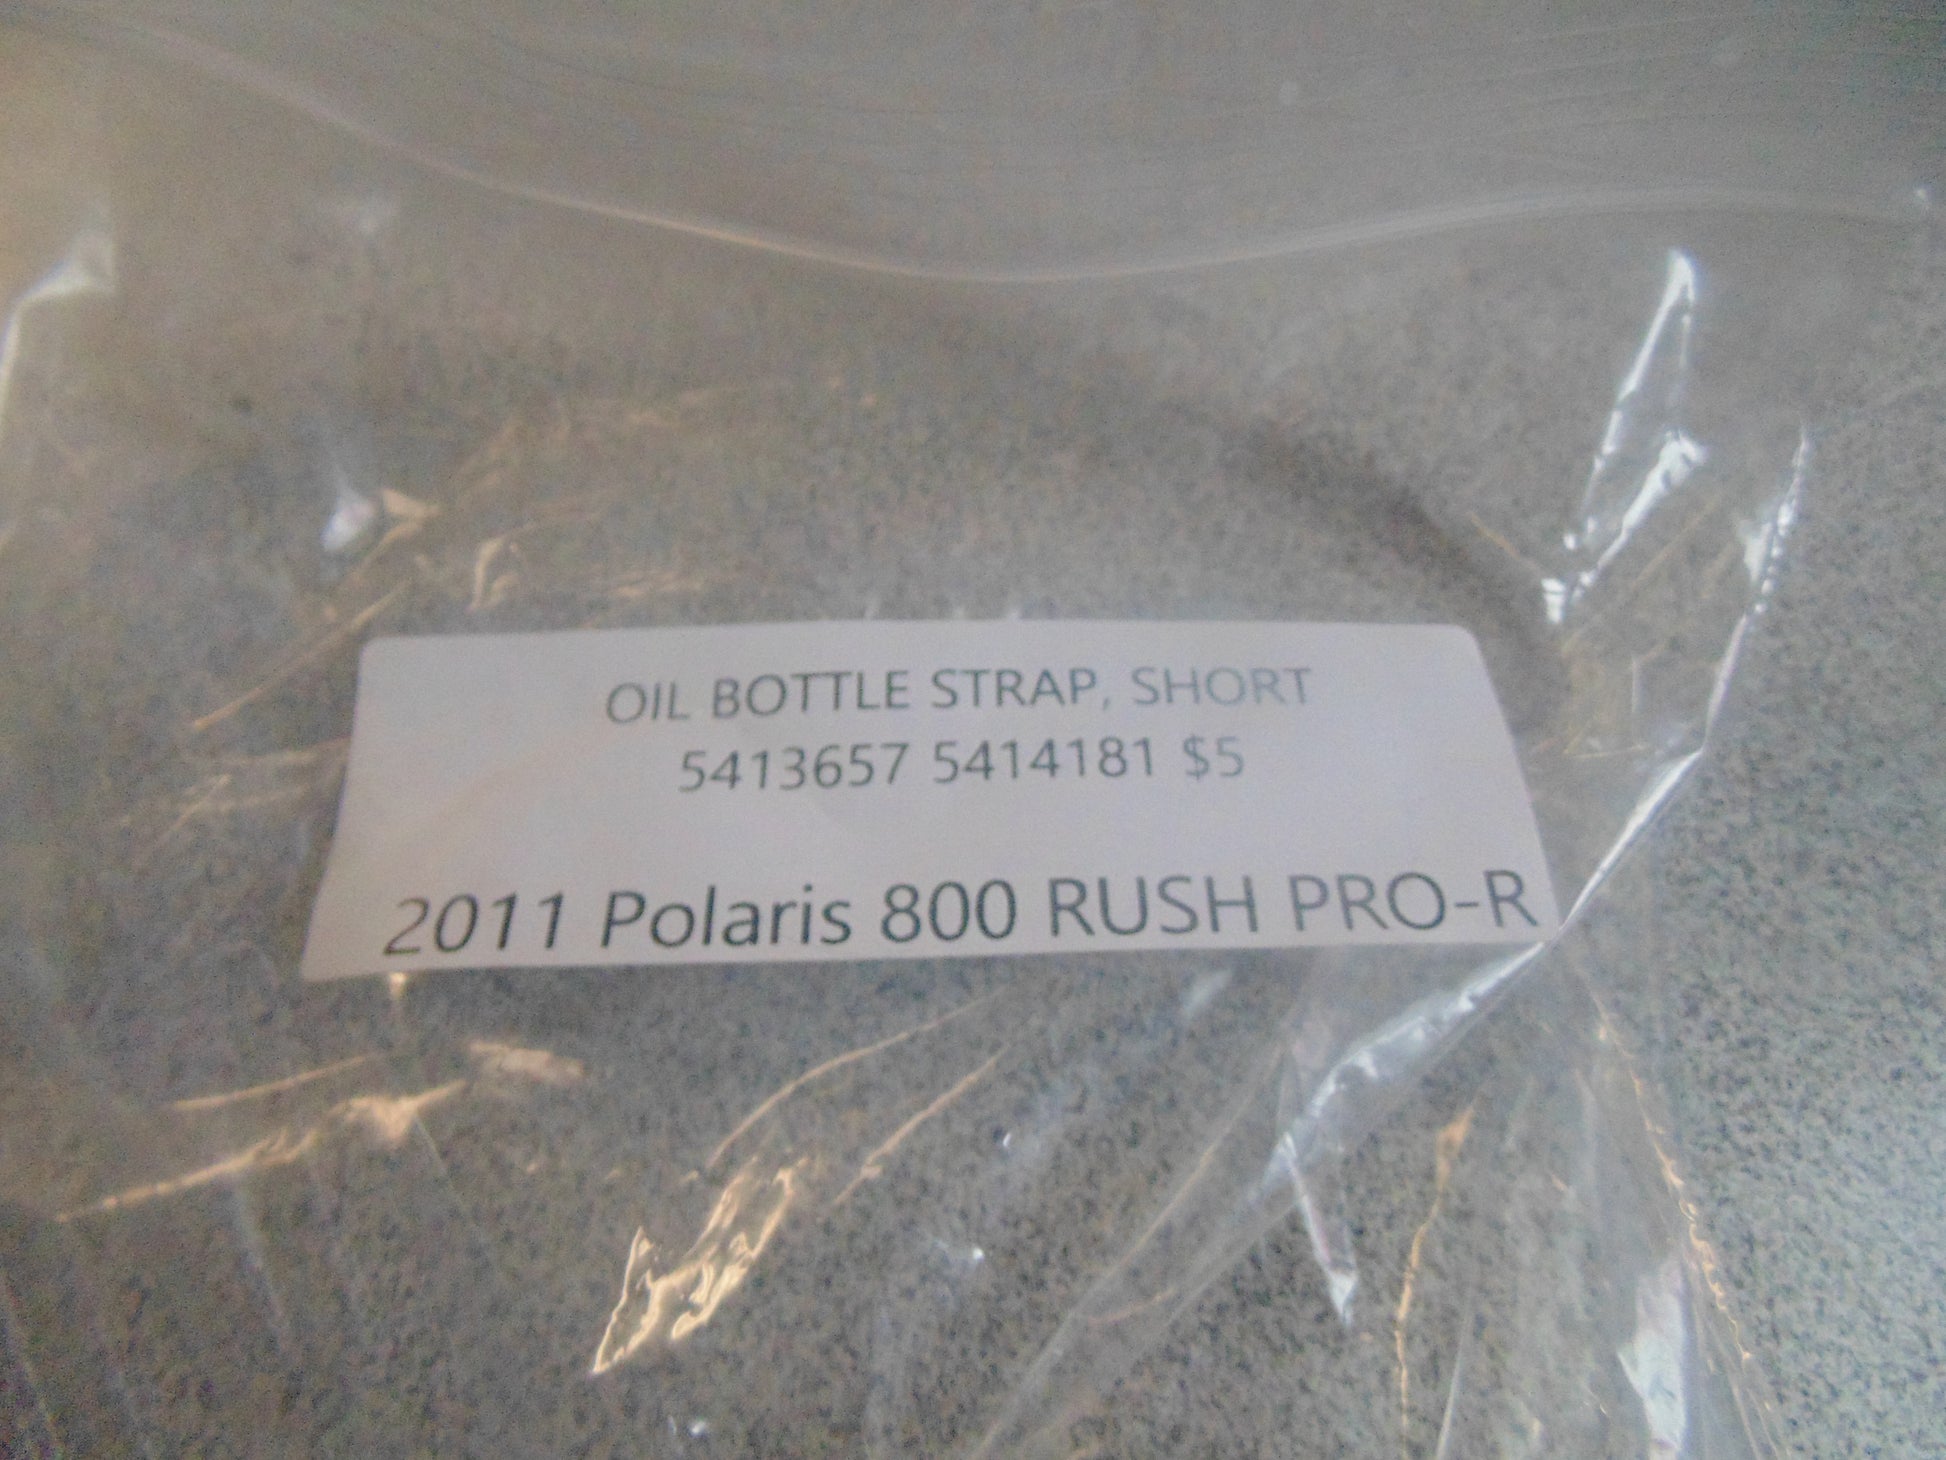 OIL BOTTLE STRAP, SHORT
5413657 5414181 $5
2011 Polaris 800 RUSH PRO-R